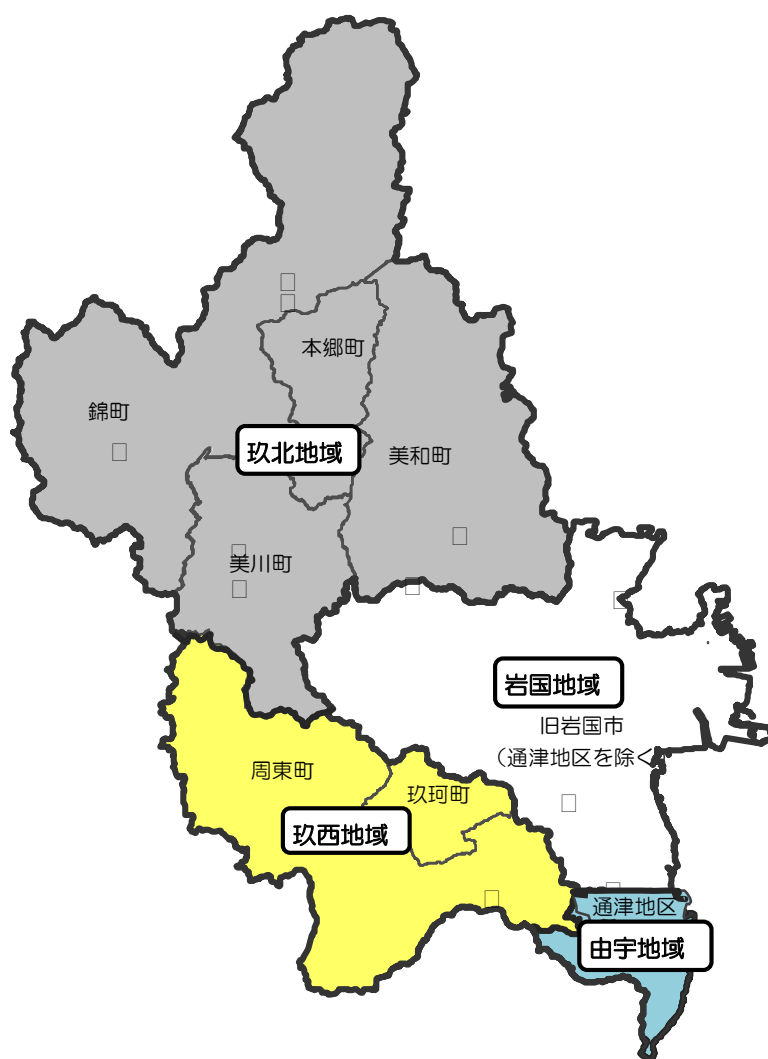 本郷町
錦町
玖北地域
美和町
美川町
岩国地域
旧岩国市
（通津地区を除く
周東町
玖珂町
玖西地域
通津地区
由宇地域